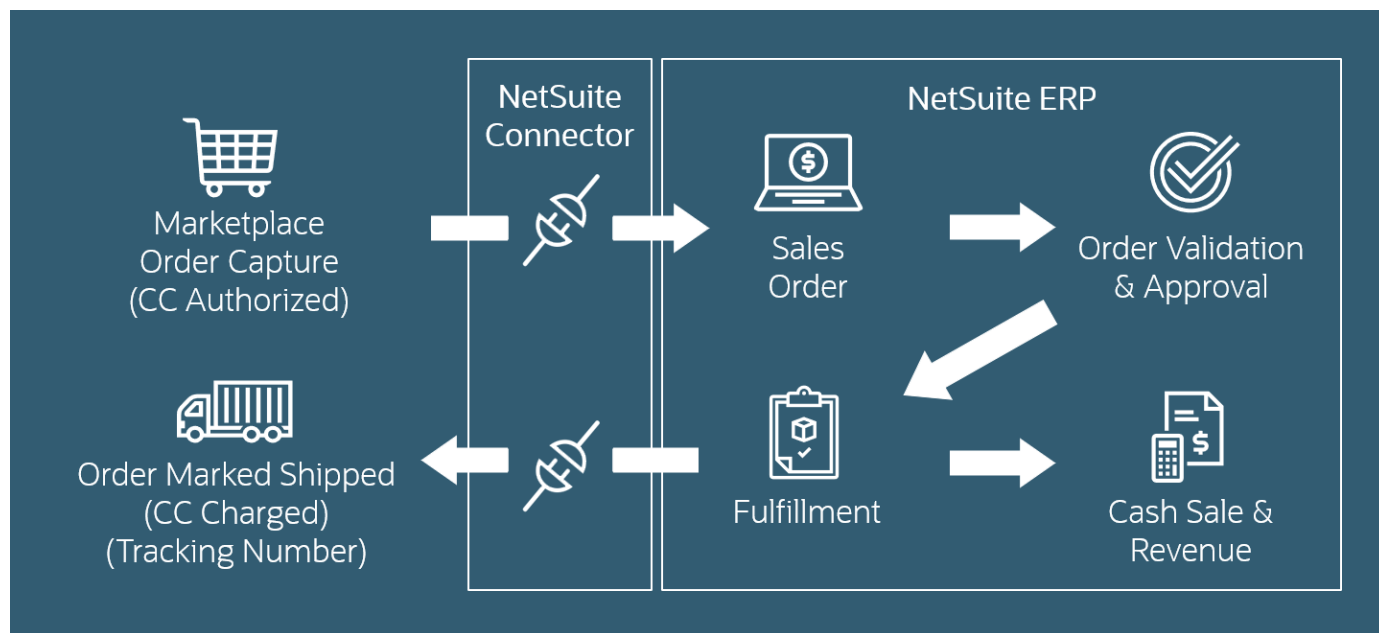 NetSuite
Connector
NetSuite ERP
Marketplace
Order Capture
(CC Authorized)
$
Sales
Order
Order Validation
& Approval
Order Marked Shipped
(CC Charged)
(Tracking Number)
Fulfillment
$
Cash Sale &
Revenue